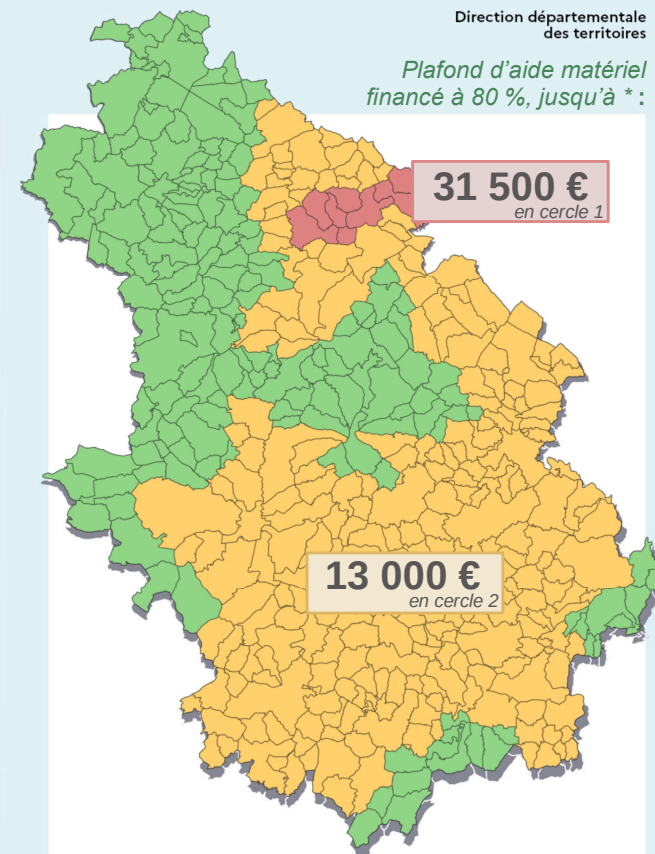 Direction départementale
des territoires
Plafond d'aide matériel
financé à 80 %, jusqu'à * :
31 500 €
en cercle 1
13 000 €
en cercle 2